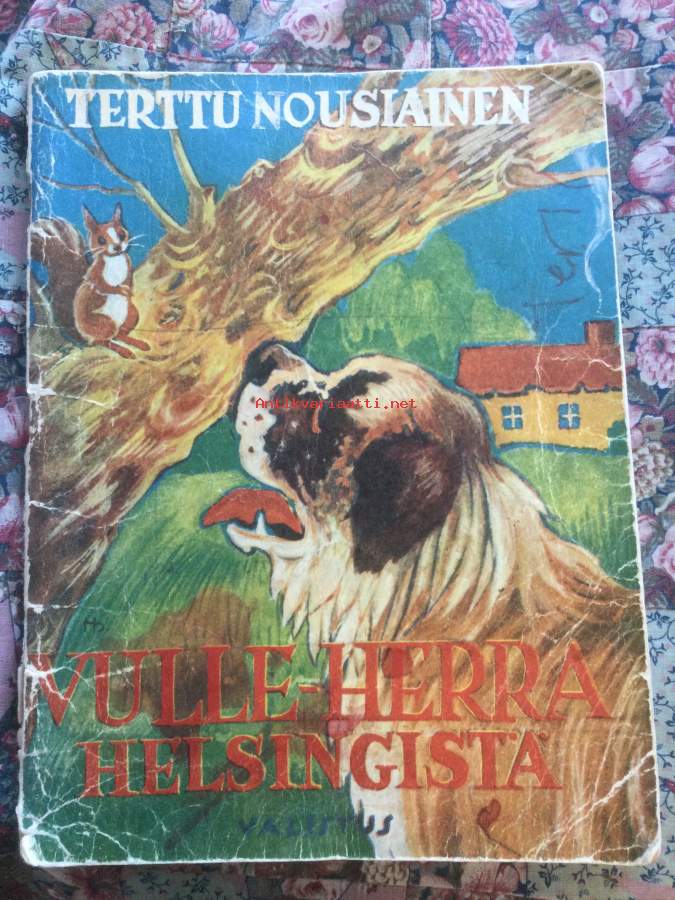 TERTTU NOUSIAINEN
Antikvariaatti.net
VULLE-HERRA
HELSINGISTÄ
VALISTUS